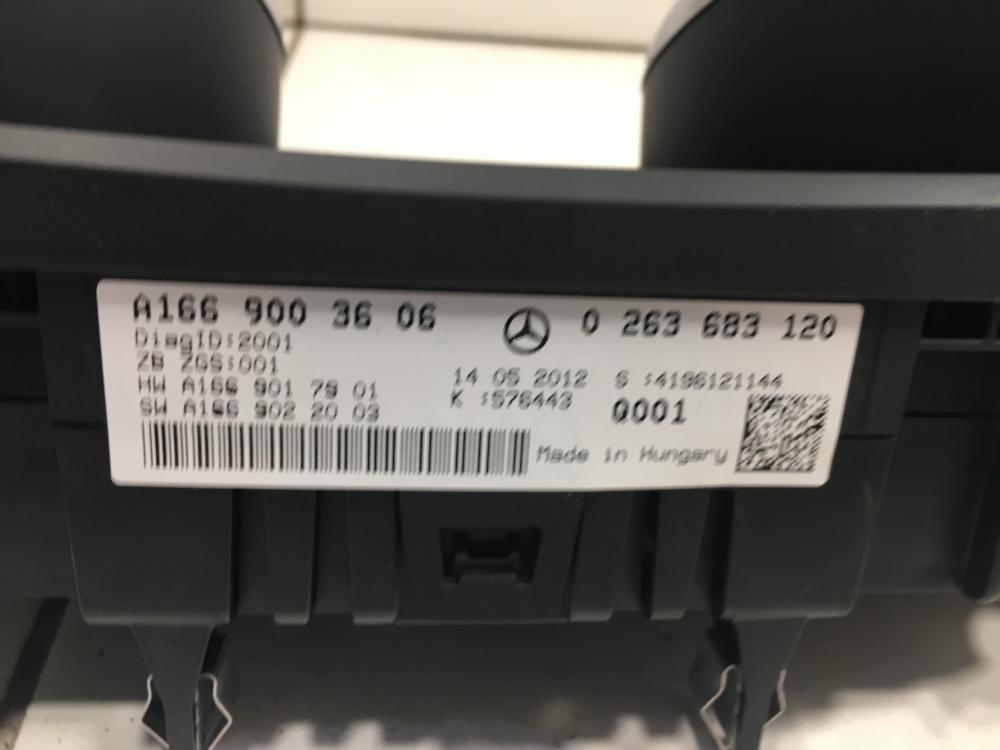 A166 900 36 06 0 263 683 120
DiagID:2001
ZB ZGS:001
HW A166 901 79 01 14 05 2012 S :4196121144
SW A166 902 20 03 K :576443 Q001
Made in Hungary